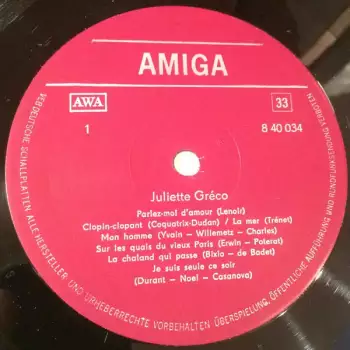 AMIGA
AWA
33
1
8 40 034
Juliette Gréco
Parlez-moi d'amour (Lenoir)
Clopin-clopant (Coquatrix-Dudan) / La mer (Trénet)
Mon homme (Yvain – Willemetz – Charles)
Sur les quais du vieux Paris (Erwin – Poterat)
La chaland qui passe (Bixio – de Badet)
Je suis seule ce soir
(Durant – Noel – Casanova)
VEB DEUTSCHE SCHALLPLATTEN ALLE HERSTELLER- UND URHEBERRECHTE VORBEHALTEN ÜBERSPIELUNG, ÖFFENTLICHE AUFFÜHRUNG UND RUNDFUNKSENDUNG VERBOTEN